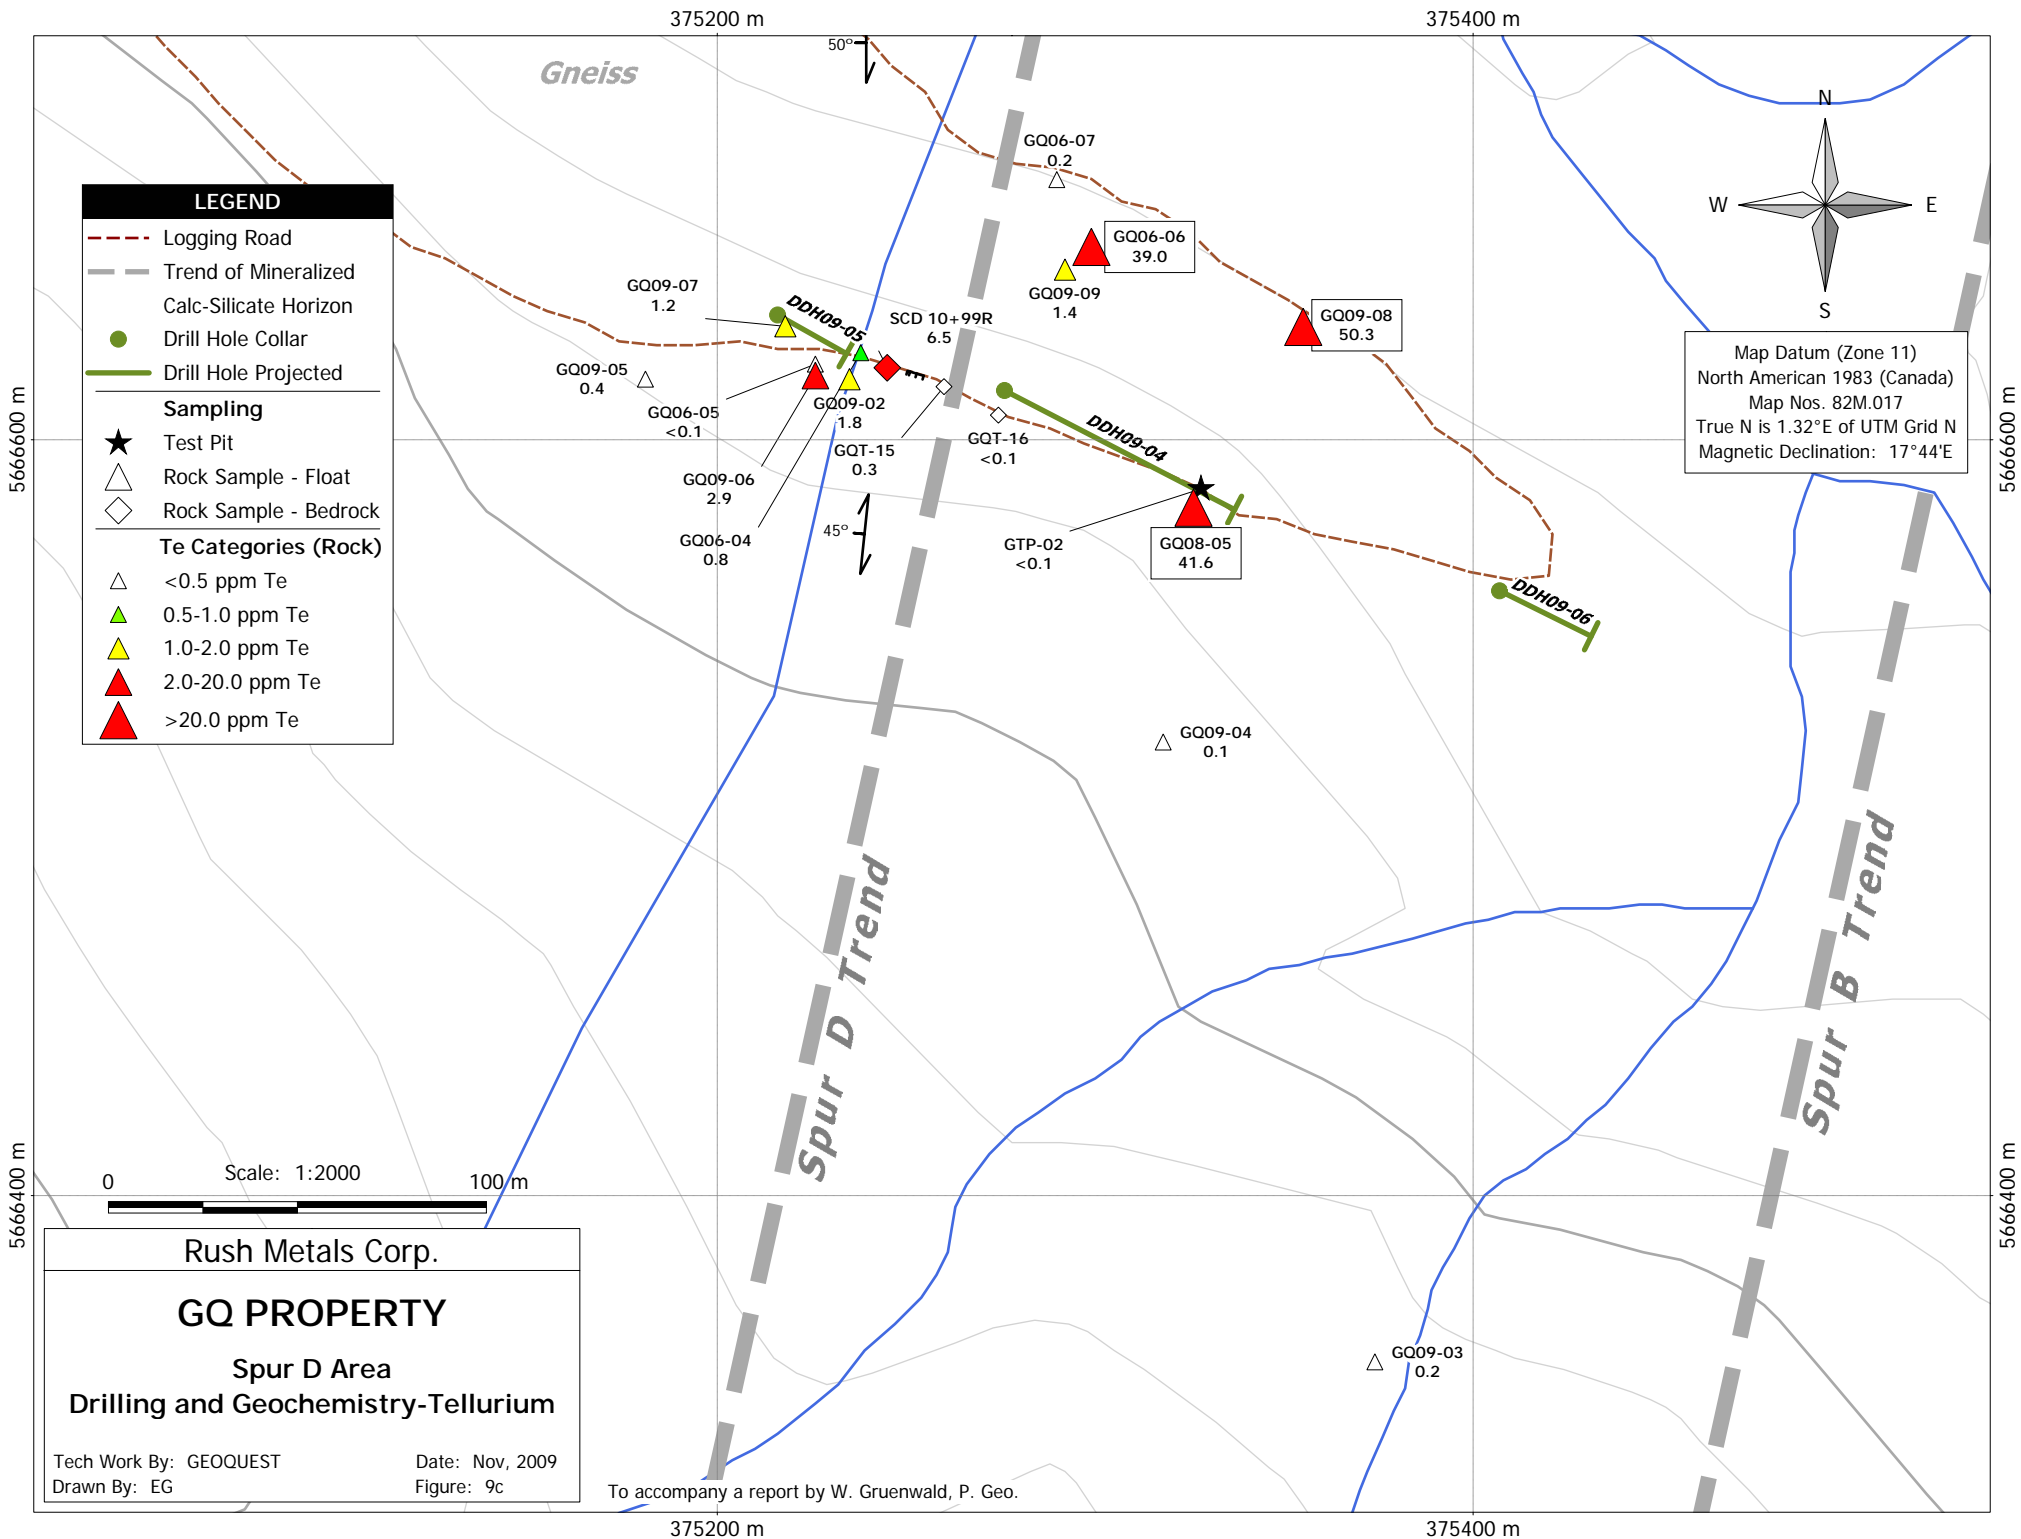 375200 m
375400 m
50°
Gneiss
N
W
E
S
GQ06-07
0.2
LEGEND
Logging Road
Trend of Mineralized
Calc-Silicate Horizon
Drill Hole Collar
Drill Hole Projected
Sampling
Test Pit
Rock Sample - Float
Rock Sample - Bedrock
Te Categories (Rock)
<0.5 ppm Te
0.5-1.0 ppm Te
1.0-2.0 ppm Te
2.0-20.0 ppm Te
>20.0 ppm Te
GQ06-06
39.0
GQ09-09
1.4
GQ09-07
1.2
DDH09-05
SCD 10+99R
6.5
GQ09-08
50.3
GQ09-05
0.4
GQ06-05
<0.1
GQ09-02
1.8
GQT-15
0.3
GQT-16
<0.1
DDH09-04
GQ09-06
2.9
GQ06-04
0.8
45°
GTP-02
<0.1
GQ08-05
41.6
DDH09-06
Map Datum (Zone 11)
North American 1983 (Canada)
Map Nos. 82M.017
True N is 1.32°E of UTM Grid N
Magnetic Declination: 17°44'E
5666600 m
5666600 m
GQ09-04
0.1
Spur D Trend
Spur B Trend
5666400 m
5666400 m
Scale: 1:2000
0
100 m
Rush Metals Corp.
GQ PROPERTY
Spur D Area
Drilling and Geochemistry-Tellurium
Tech Work By: GEOQUEST
Date: Nov, 2009
Drawn By: EG
Figure: 9c
GQ09-03
0.2
To accompany a report by W. Gruenwald, P. Geo.
375200 m
375400 m